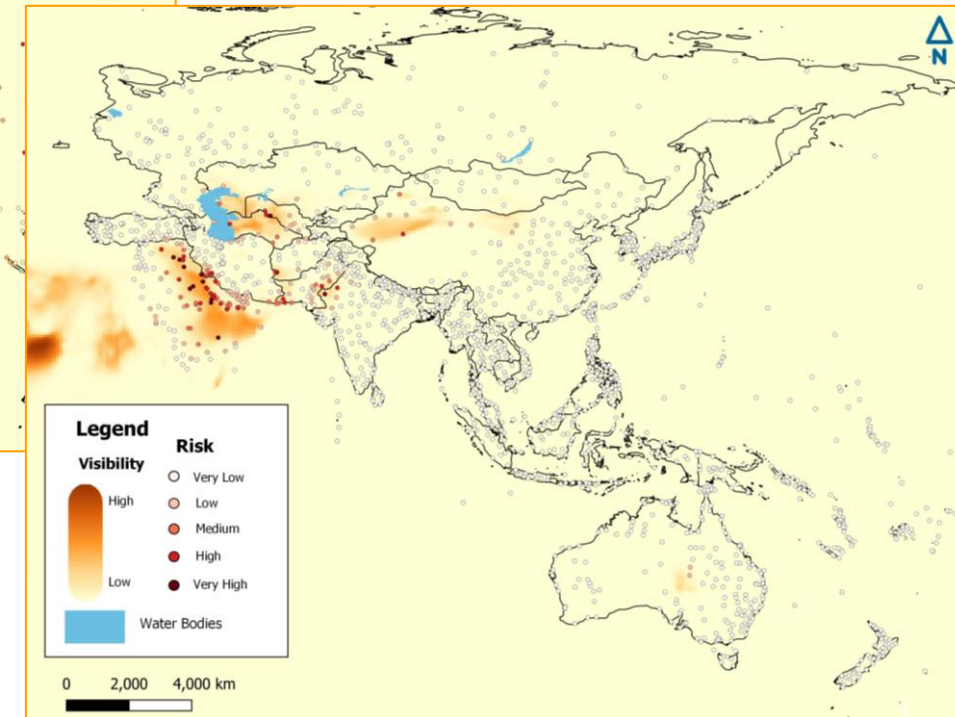 N
Legend
Visibility
High
Low
Risk
Very Low
Low
Medium
High
Very High
Water Bodies
0 2,000 4,000 km